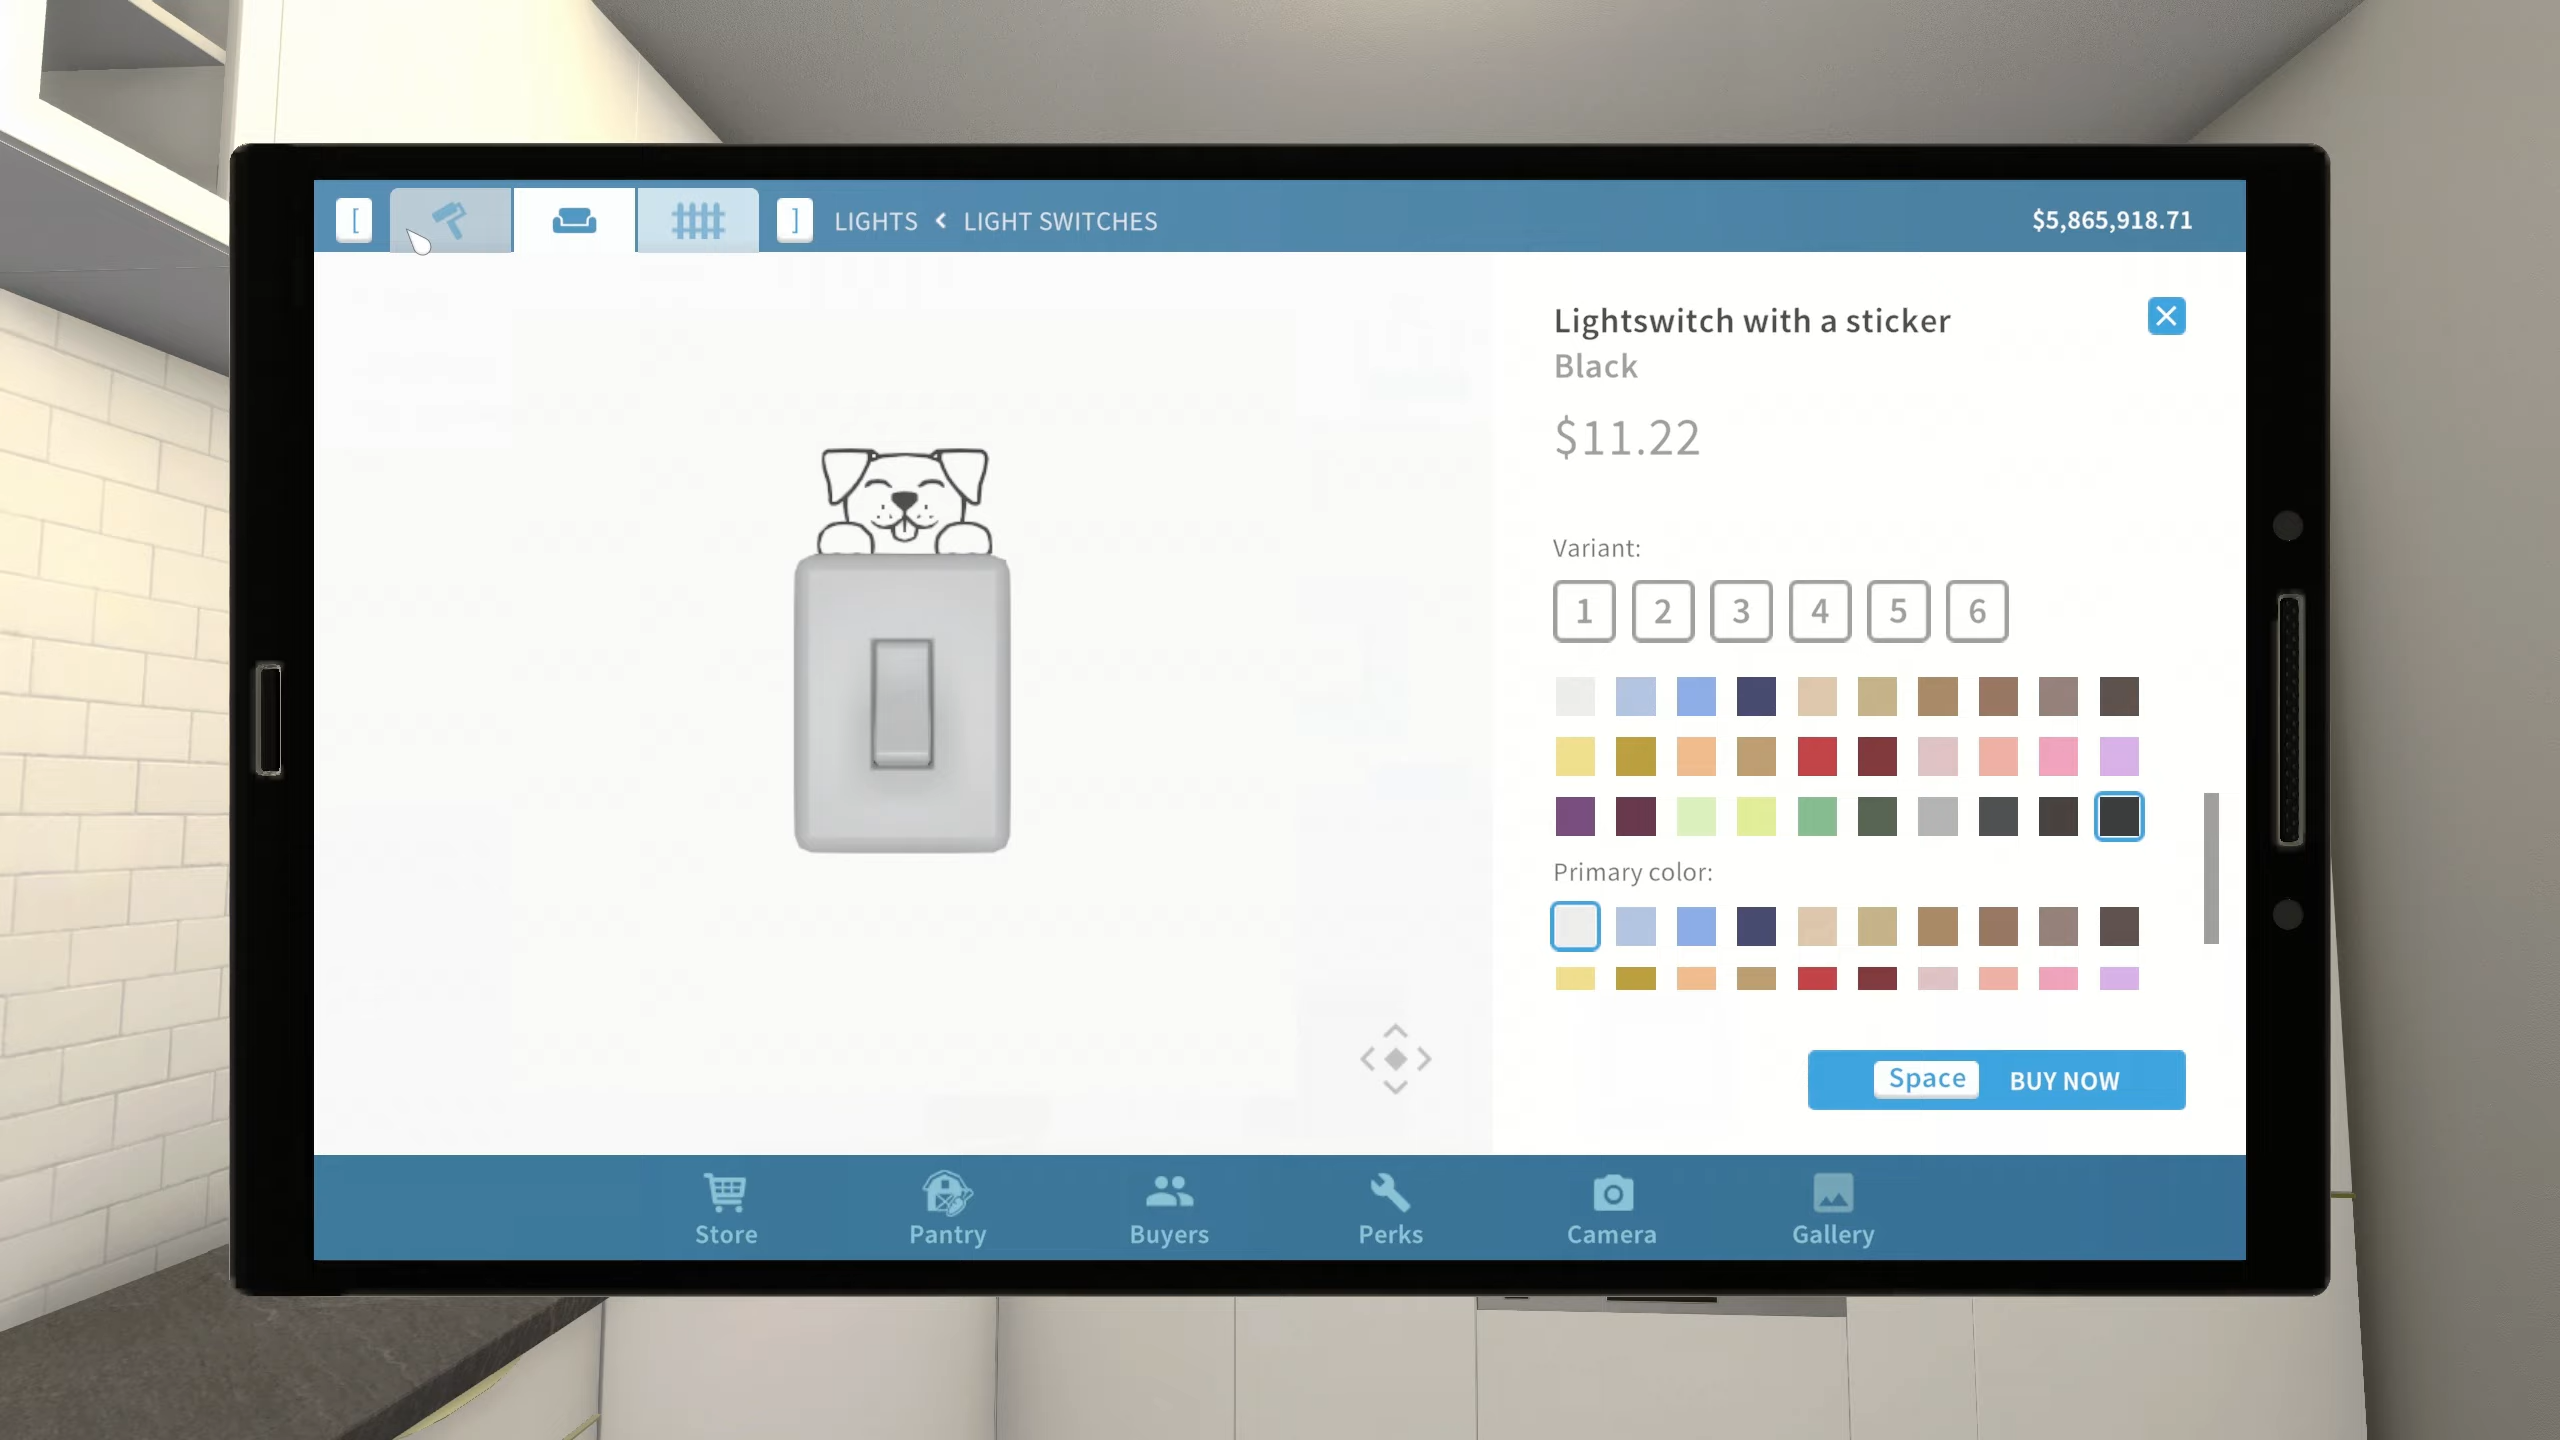 [
]
LIGHTS < LIGHT SWITCHES
$5,865,918.71
Lightswitch with a sticker
Black
$11.22
Variant:
1 2 3 4 5 6
Primary color:
Space BUY NOW
Store Pantry Buyers Perks Camera Gallery